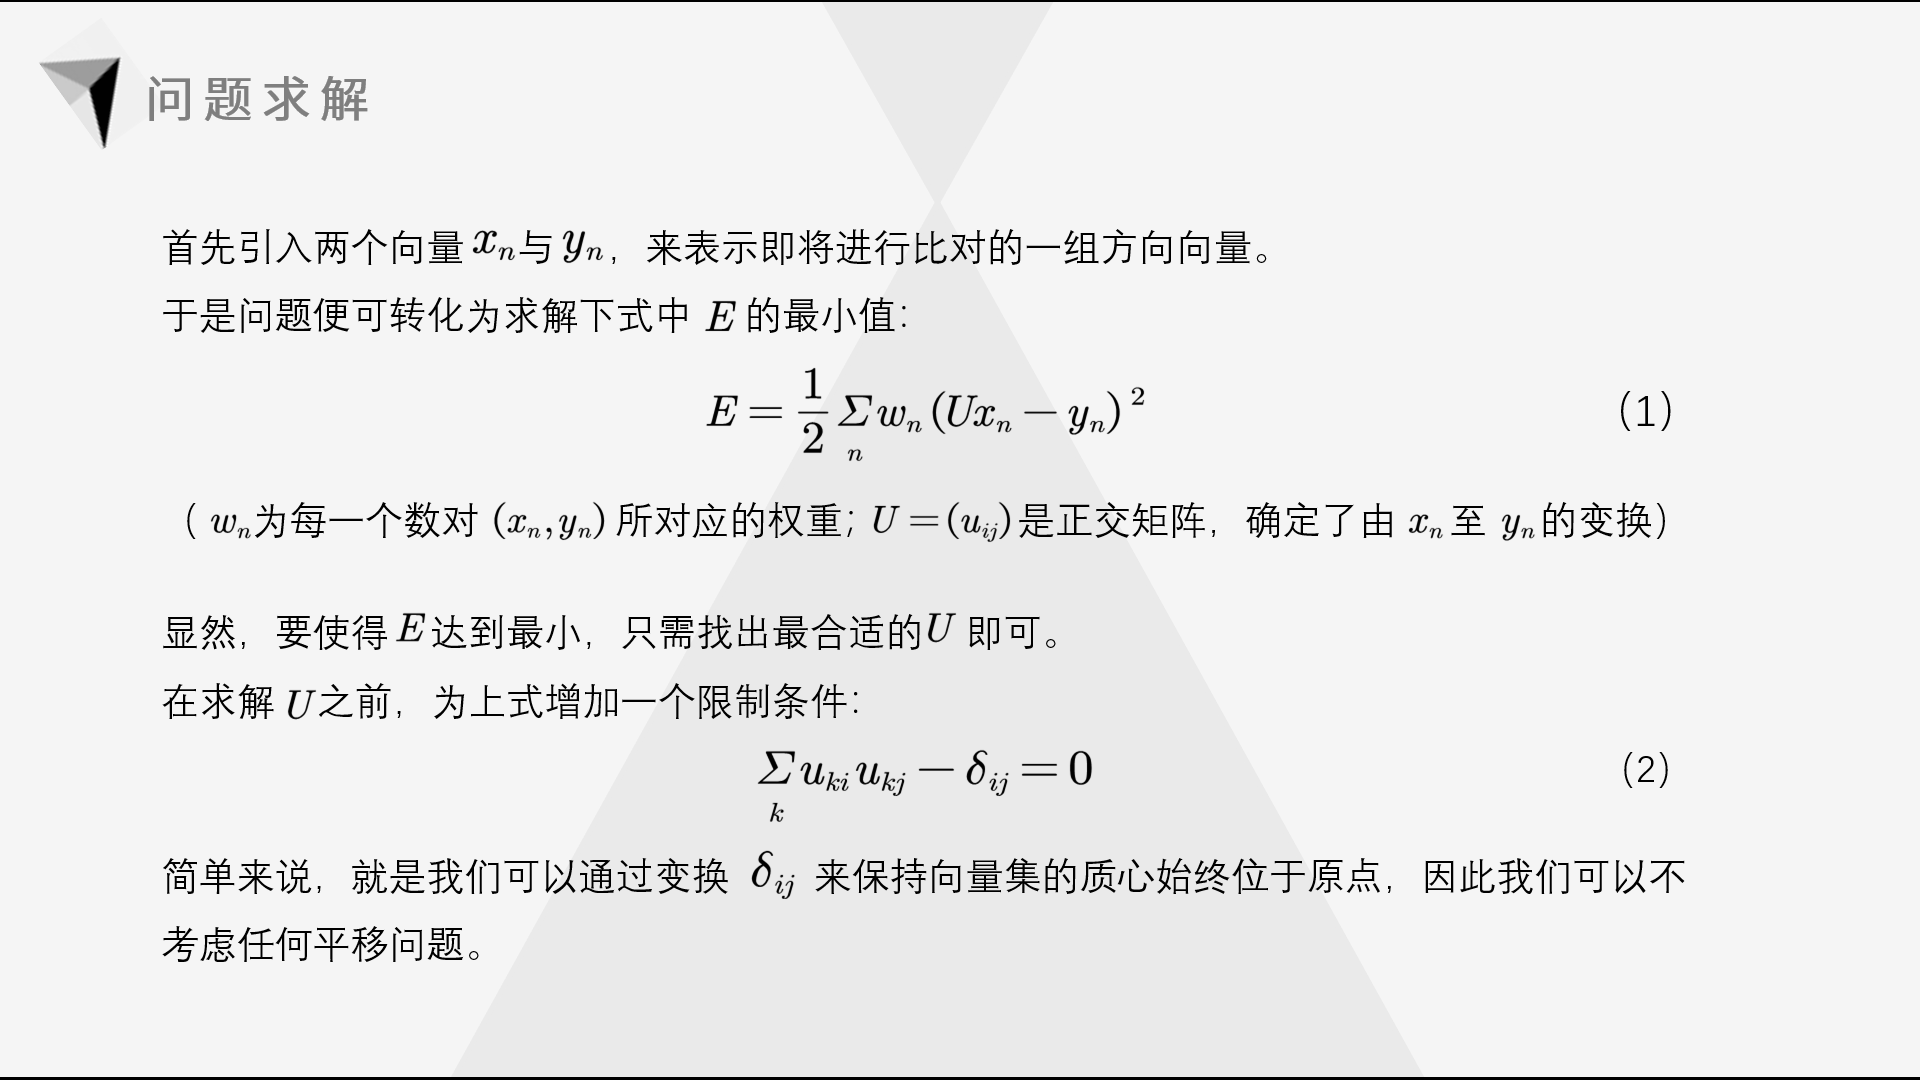 问题求解
首先引入两个向量 xₙ与 yₙ，来表示即将进行比对的一组方向向量。
于是问题便可转化为求解下式中 E 的最小值：
E = 1/2 Σₙ wₙ (Uxₙ − yₙ)² （1）
（ wₙ为每一个数对 (xₙ, yₙ) 所对应的权重；U = (uᵢⱼ) 是正交矩阵，确定了由 xₙ 至 yₙ 的变换）
显然，要使得 E 达到最小，只需找出最合适的 U 即可。
在求解 U 之前，为上式增加一个限制条件：
Σₖ uₖᵢ uₖⱼ − δᵢⱼ = 0 （2）
简单来说，就是我们可以通过变换 δᵢⱼ 来保持向量集的质心始终位于原点，因此我们可以不
考虑任何平移问题。